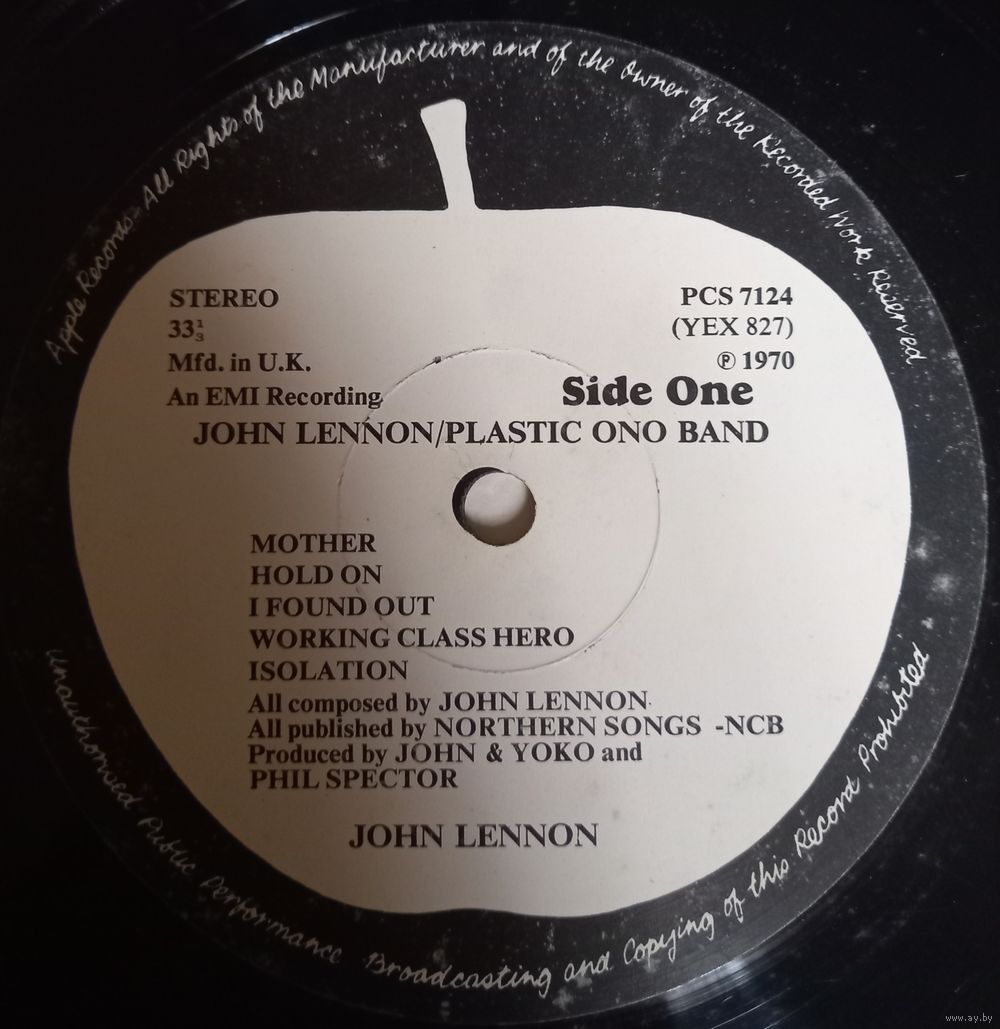 Apple Records- All Rights of the Manufacturer and of the Owner of the Recorded Work Reserved
STEREO
PCS 7124
33⅓
(YEX 827)
Mfd. in U.K.
℗ 1970
An EMI Recording
Side One
JOHN LENNON/PLASTIC ONO BAND
MOTHER
HOLD ON
I FOUND OUT
WORKING CLASS HERO
ISOLATION
All composed by JOHN LENNON
All published by NORTHERN SONGS -NCB
Produced by JOHN & YOKO and
PHIL SPECTOR
JOHN LENNON
Unauthorised Public Performance Broadcasting and Copying of this Record Prohibited
www.ay.by